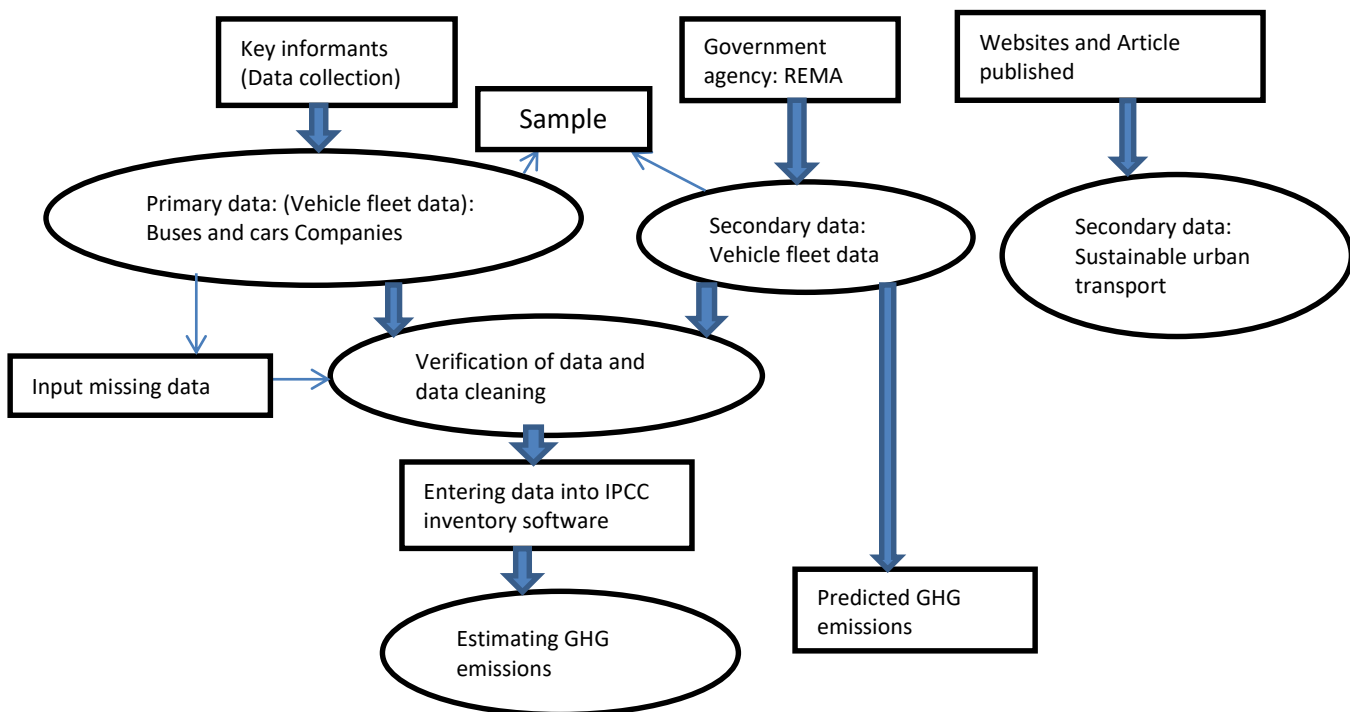 Key informants
(Data collection)
Government
agency: REMA
Websites and Article
published
Sample
Primary data: (Vehicle fleet data):
Buses and cars Companies
Secondary data:
Vehicle fleet data
Secondary data:
Sustainable urban
transport
Input missing data
Verification of data and
data cleaning
Entering data into IPCC
inventory software
Predicted GHG
emissions
Estimating GHG
emissions